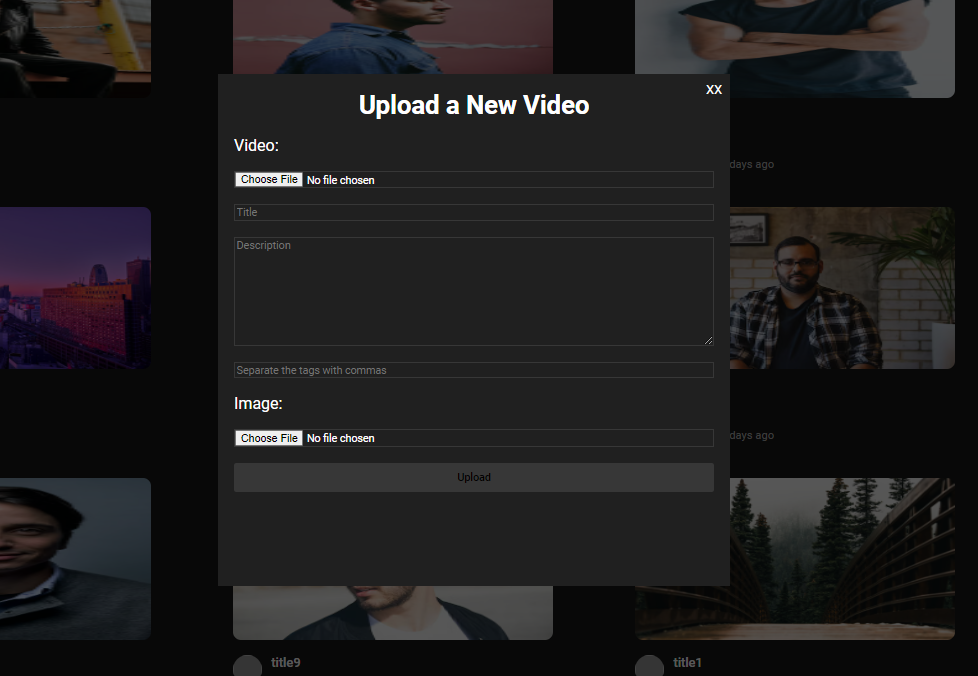 XX
Upload a New Video
Video:
Choose File No file chosen
Title
days ago
Description
Separate the tags with commas
Image:
Choose File No file chosen
days ago
Upload
title9
title1